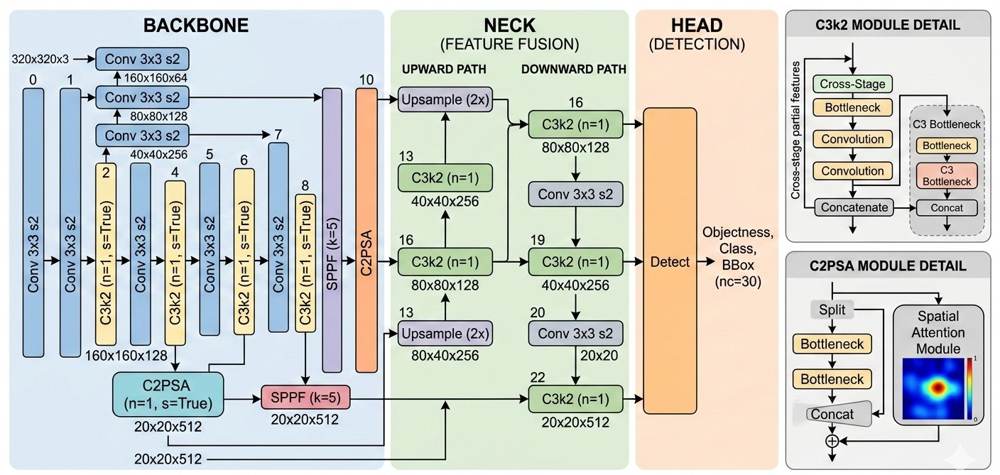 BACKBONE
320x320x3
Conv 3x3 s2
160x160x64
0
1
Conv 3x3 s2
80x80x128
Conv 3x3 s2
40x40x256
Conv 3x3 s2
Conv 3x3 s2
2
C3k2 (n=1, s=True)
Conv 3x3 s2
4
C3k2 (n=1, s=True)
5
Conv 3x3 s2
6
C3k2 (n=1, s=True)
7
Conv 3x3 s2
8
C3k2 (n=1, s=True)
SPPF (k=5)
10
C2PSA
160x160x128
C2PSA
(n=1, s=True)
20x20x512
SPPF (k=5)
20x20x512
20x20x512
NECK
(FEATURE FUSION)
UPWARD PATH
Upsample (2x)
13
C3k2 (n=1)
40x40x256
16
C3k2 (n=1)
80x80x128
13
Upsample (2x)
80x40x256
DOWNWARD PATH
16
C3k2 (n=1)
80x80x128
Conv 3x3 s2
19
C3k2 (n=1)
40x40x256
20
Conv 3x3 s2
20x20
22
C3k2 (n=1)
20x20x512
HEAD
(DETECTION)
Detect
Objectness,
Class,
BBox
(nc=30)
C3k2 MODULE DETAIL
Cross-stage partial features
Cross-Stage
Bottleneck
Convolution
Convolution
Concatenate
C3 Bottleneck
Bottleneck
C3
Bottleneck
Concat
C2PSA MODULE DETAIL
Split
Bottleneck
Bottleneck
Concat
Spatial
Attention
Module
1
0